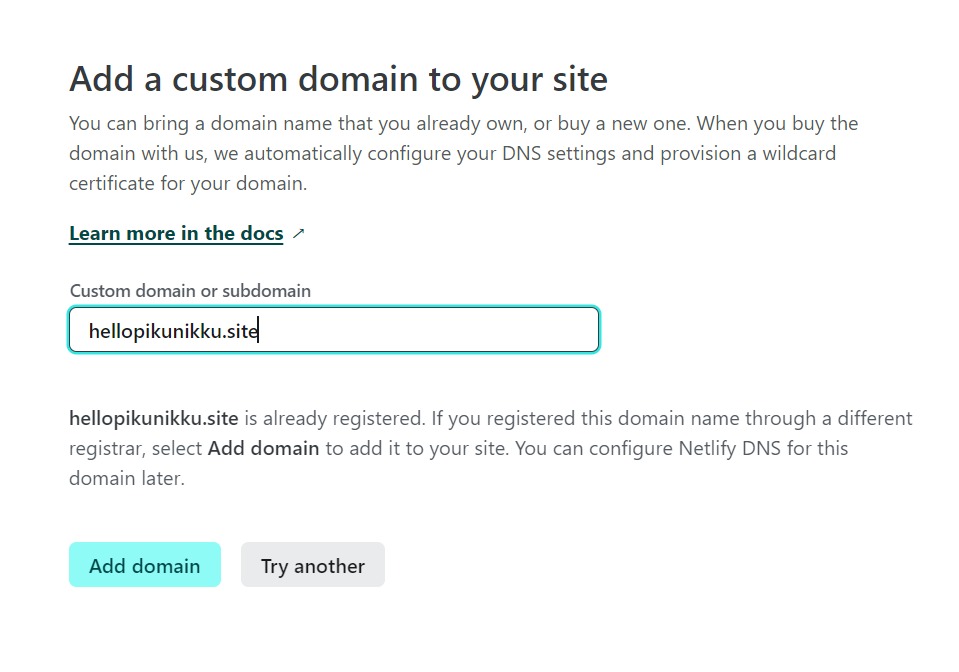 Add a custom domain to your site
You can bring a domain name that you already own, or buy a new one. When you buy the
domain with us, we automatically configure your DNS settings and provision a wildcard
certificate for your domain.
Learn more in the docs ↗
Custom domain or subdomain
hellopikunikku.site
hellopikunikku.site is already registered. If you registered this domain name through a different
registrar, select Add domain to add it to your site. You can configure Netlify DNS for this
domain later.
Add domain Try another